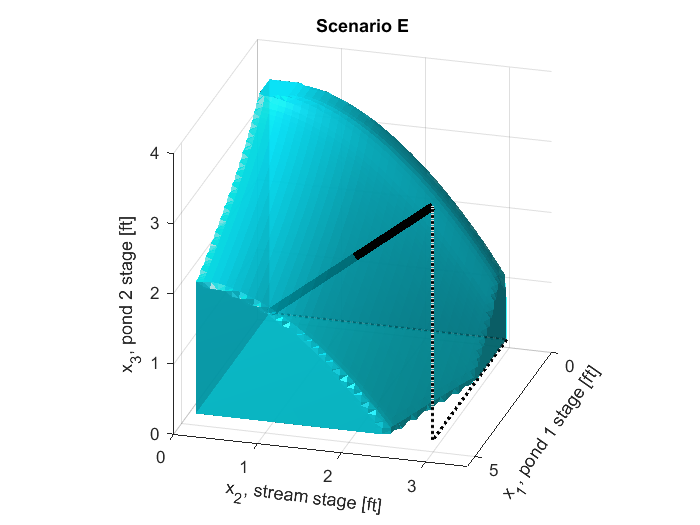 Scenario E
4
3
2
1
0
x3, pond 2 stage [ft]
0
1
2
3
x2, stream stage [ft]
0
5
x1, pond 1 stage [ft]